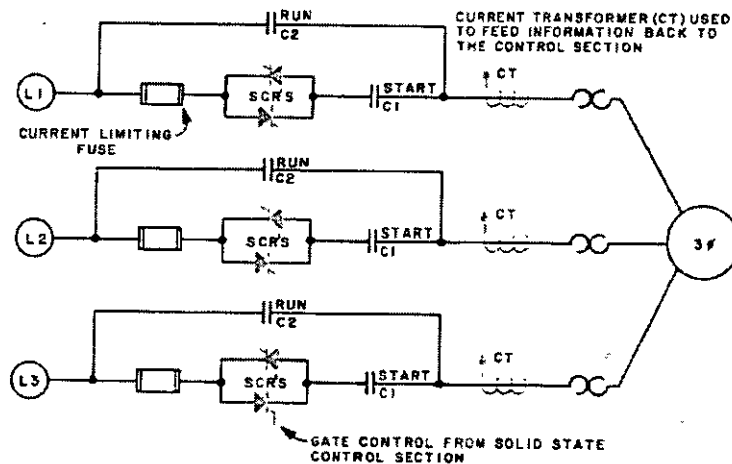 RUN
C2
CURRENT TRANSFORMER (CT) USED
TO FEED INFORMATION BACK TO
THE CONTROL SECTION
L1
SCR'S
START
C1
CT
CURRENT LIMITING
FUSE
RUN
C2
L2
SCR'S
START
C1
CT
3ø
RUN
C2
L3
SCR'S
START
C1
CT
GATE CONTROL FROM SOLID STATE
CONTROL SECTION